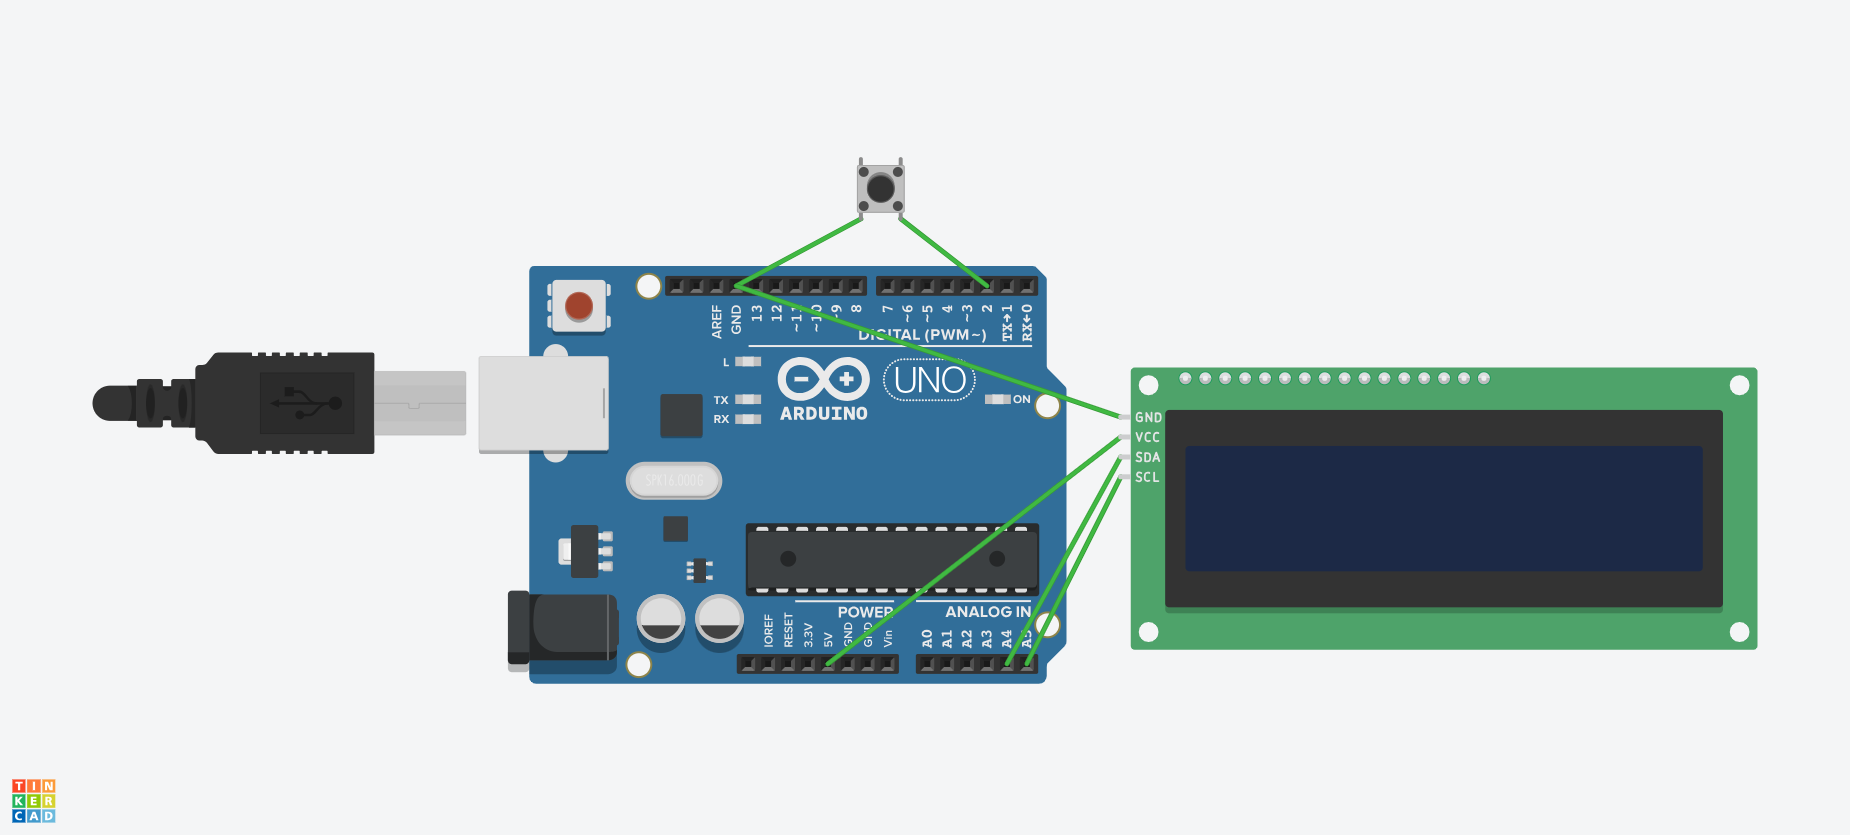 AREF
GND
13
12
~11
~10
~9
8
7
~6
~5
4
~3
2
TX→1
RX←0
DIGITAL (PWM~)
L
TX
RX
ARDUINO
UNO
ON
GND
VCC
SDA
SCL
SPK16.000G
POWER
ANALOG IN
IOREF
RESET
3.3V
5V
GND
GND
Vin
A0
A1
A2
A3
A4
A5
TIN
KER
CAD